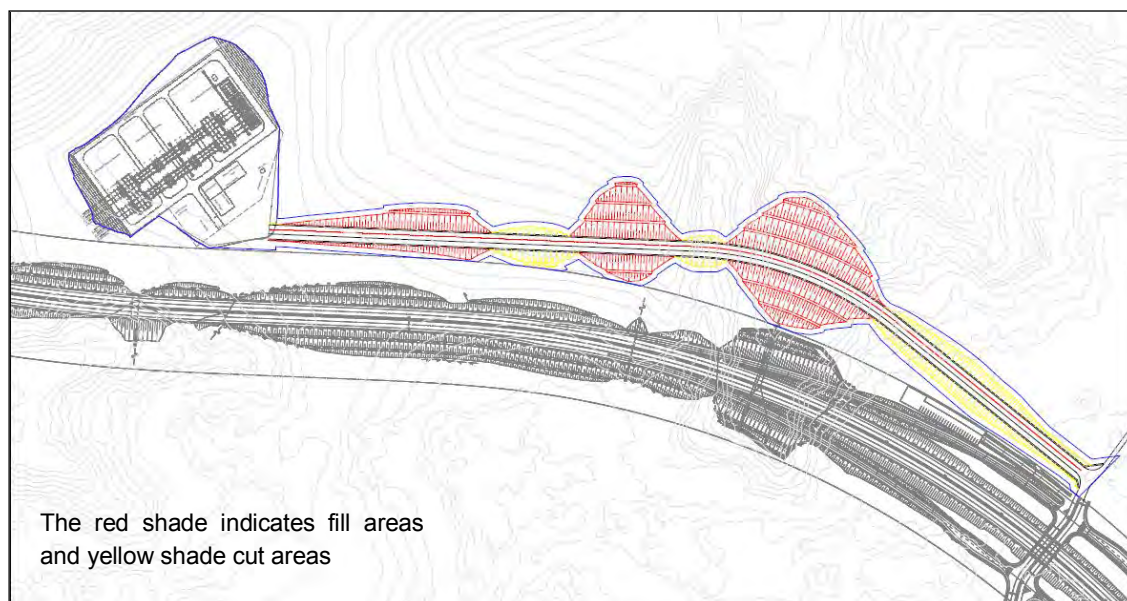 The red shade indicates fill areas
and yellow shade cut areas